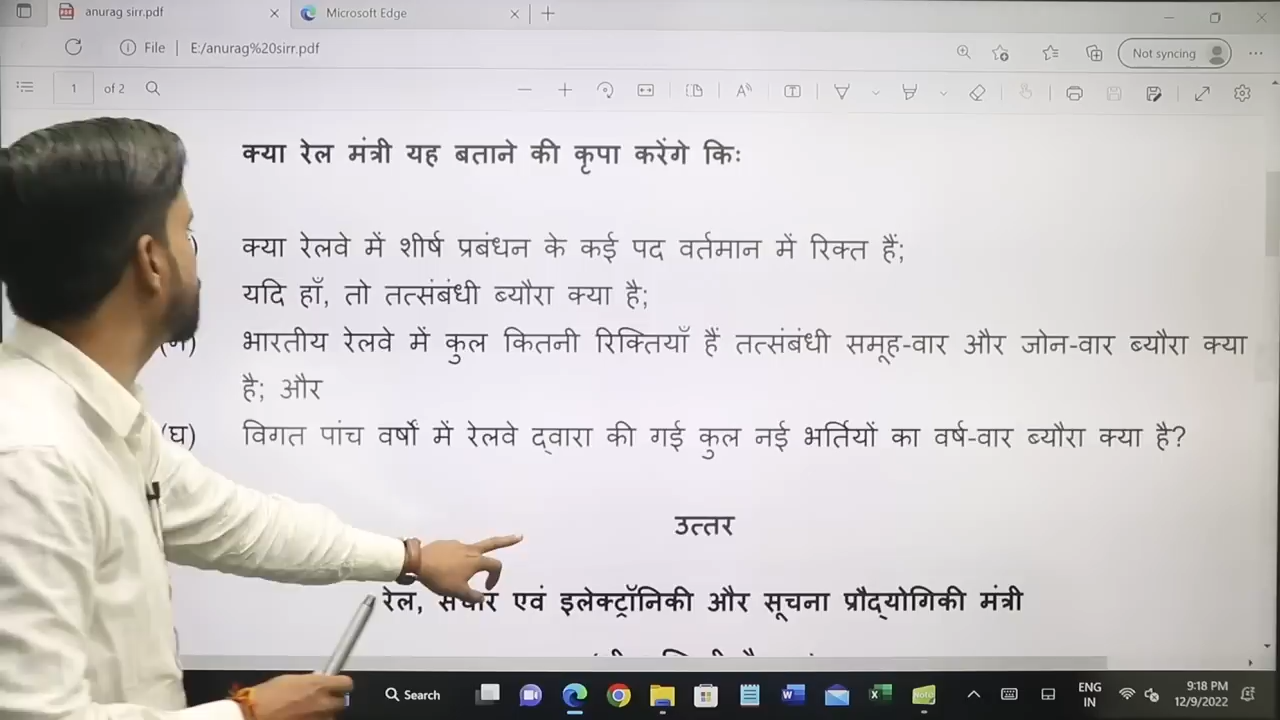 anurag sirr.pdf
Microsoft Edge
File
E:/anurag%20sirr.pdf
Not syncing
1 of 2
क्या रेल मंत्री यह बताने की कृपा करेंगे किः
क्या रेलवे में शीर्ष प्रबंधन के कई पद वर्तमान में रिक्त हैं;
यदि हाँ, तो तत्संबंधी ब्यौरा क्या है;
भारतीय रेलवे में कुल कितनी रिक्तियाँ हैं तत्संबंधी समूह-वार और जोन-वार ब्यौरा क्या
है; और
(घ) विगत पांच वर्षों में रेलवे द्वारा की गई कुल नई भर्तियों का वर्ष-वार ब्यौरा क्या है?
उत्तर
रेल, संचार एवं इलेक्ट्रॉनिकी और सूचना प्रौद्योगिकी मंत्री
Search
ENG
IN
9:18 PM
12/9/2022